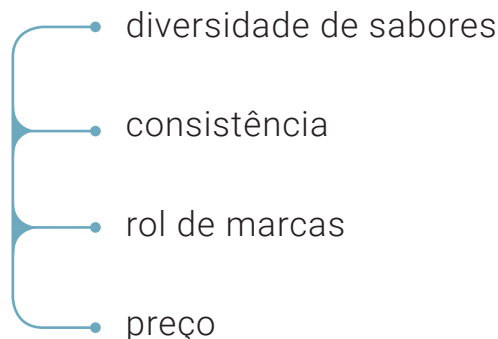 diversidade de sabores
consistência
rol de marcas
preço